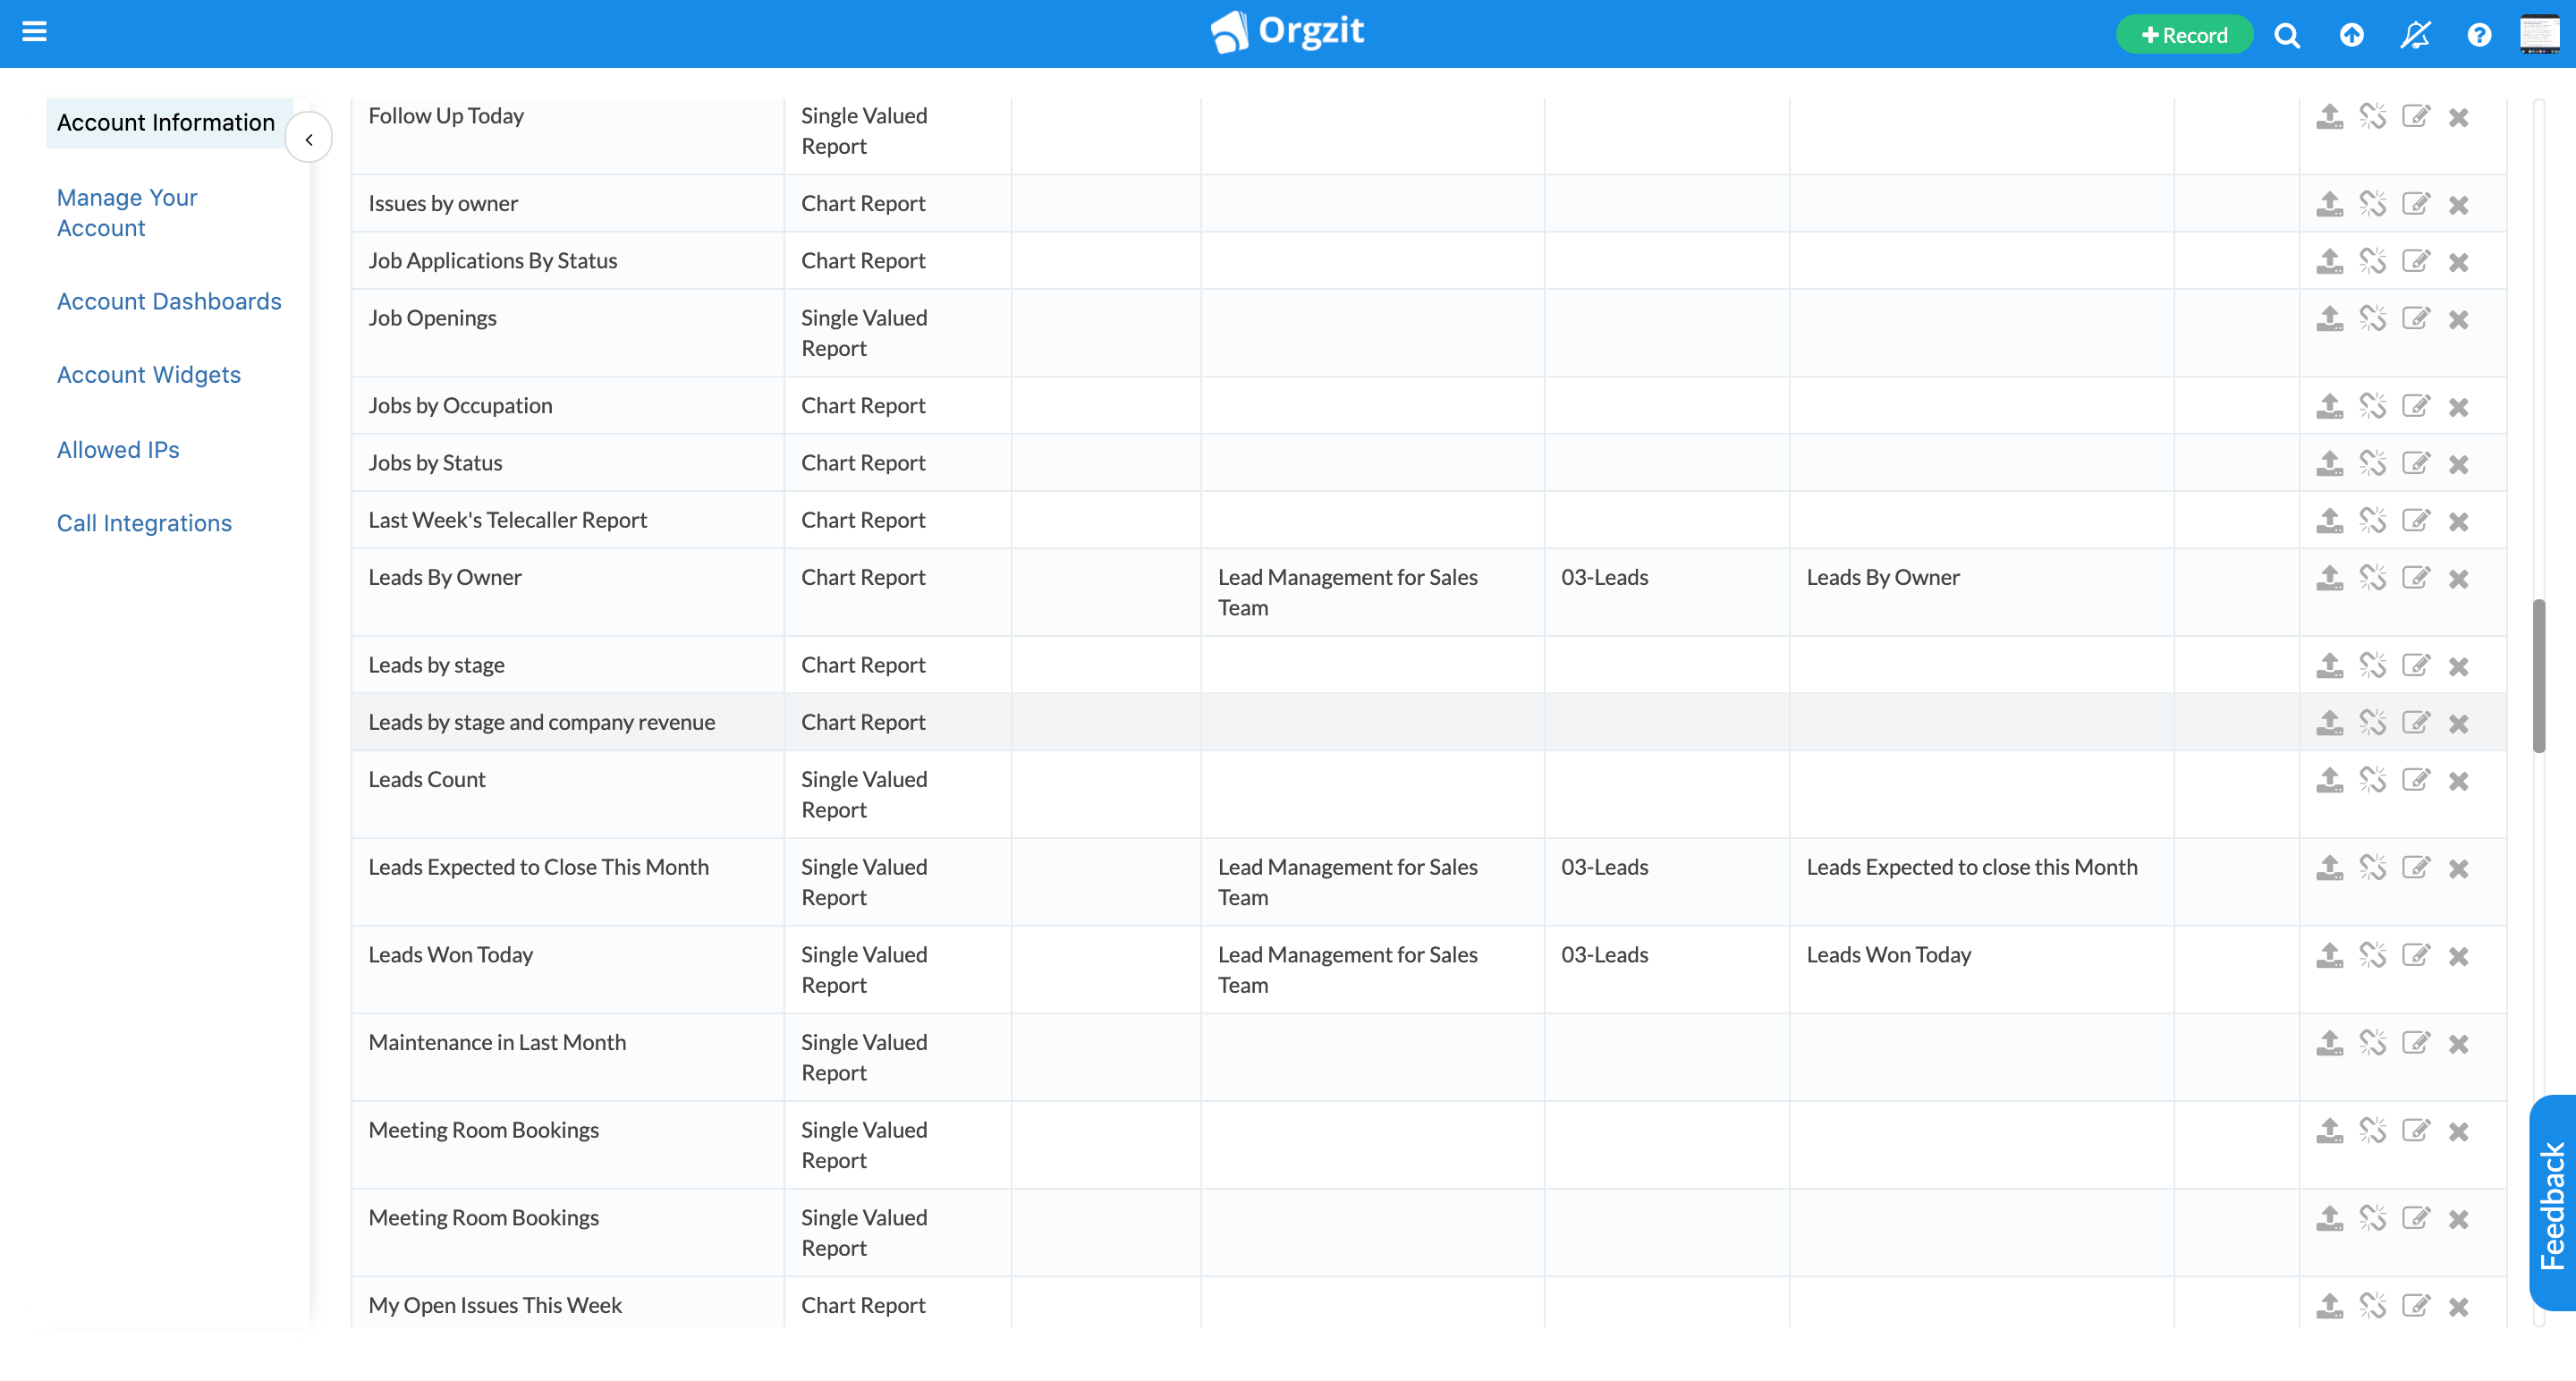 Orgzit
Record
Account Information
Manage Your
Account
Account Dashboards
Account Widgets
Allowed IPs
Call Integrations
Follow Up Today Single Valued
Report
Issues by owner Chart Report
Job Applications By Status Chart Report
Job Openings Single Valued
Report
Jobs by Occupation Chart Report
Jobs by Status Chart Report
Last Week's Telecaller Report Chart Report
Leads By Owner Chart Report Lead Management for Sales 03-Leads Leads By Owner
Team
Leads by stage Chart Report
Leads by stage and company revenue Chart Report
Leads Count Single Valued
Report
Leads Expected to Close This Month Single Valued Lead Management for Sales 03-Leads Leads Expected to close this Month
Report Team
Leads Won Today Single Valued Lead Management for Sales 03-Leads Leads Won Today
Report Team
Maintenance in Last Month Single Valued
Report
Meeting Room Bookings Single Valued
Report
Meeting Room Bookings Single Valued
Report
My Open Issues This Week Chart Report
Feedback